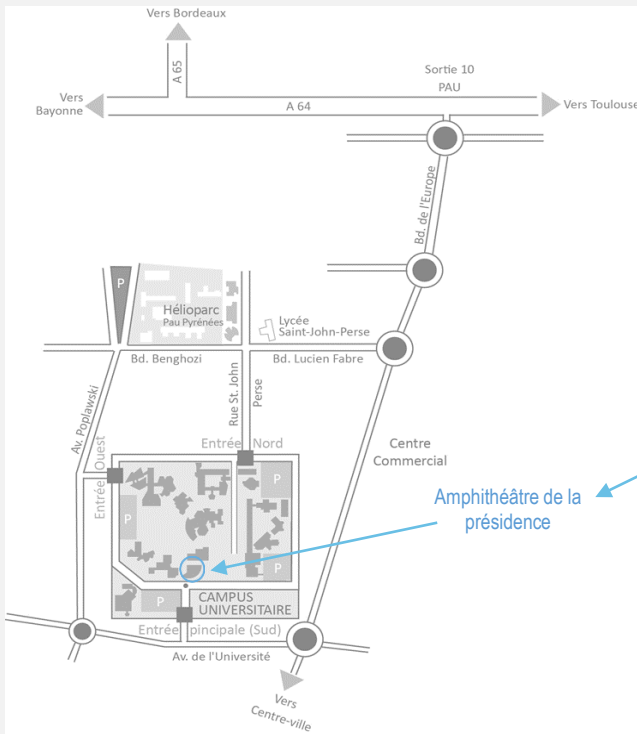 Vers Bordeaux
A 65
Sortie 10
PAU
Vers
Bayonne
A 64
Vers Toulouse
Bd. de l'Europe
P
Hélioparc
Pau Pyrénées
Lycée
Saint-John-Perse
Bd. Benghozi
Bd. Lucien Fabre
Av. Poplawski
Rue St. John
Perse
Entrée Nord
Entrée Ouest
Centre
Commercial
P
P
Amphithéâtre de la
présidence
P
P
CAMPUS
UNIVERSITAIRE
Entrée pincipale (Sud)
Av. de l'Université
Vers
Centre-ville